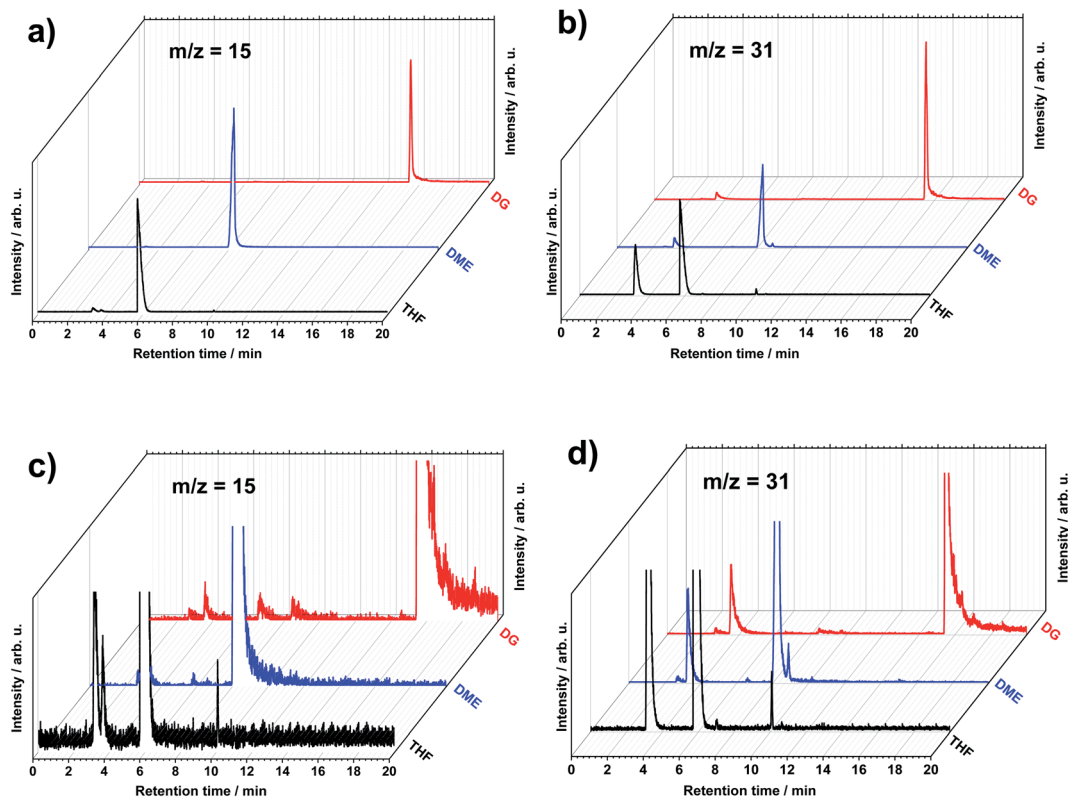 a)
m/z = 15
Intensity / arb. u.
Intensity / arb. u.
DG
DME
THF
0 2 4 6 8 10 12 14 16 18 20
Retention time / min
b)
m/z = 31
Intensity / arb. u.
Intensity / arb. u.
DG
DME
THF
0 2 4 6 8 10 12 14 16 18 20
Retention time / min
c)
m/z = 15
Intensity / arb. u.
Intensity / arb. u.
DG
DME
THF
0 2 4 6 8 10 12 14 16 18 20
Retention time / min
d)
m/z = 31
Intensity / arb. u.
Intensity / arb. u.
DG
DME
THF
0 2 4 6 8 10 12 14 16 18 20
Retention time / min